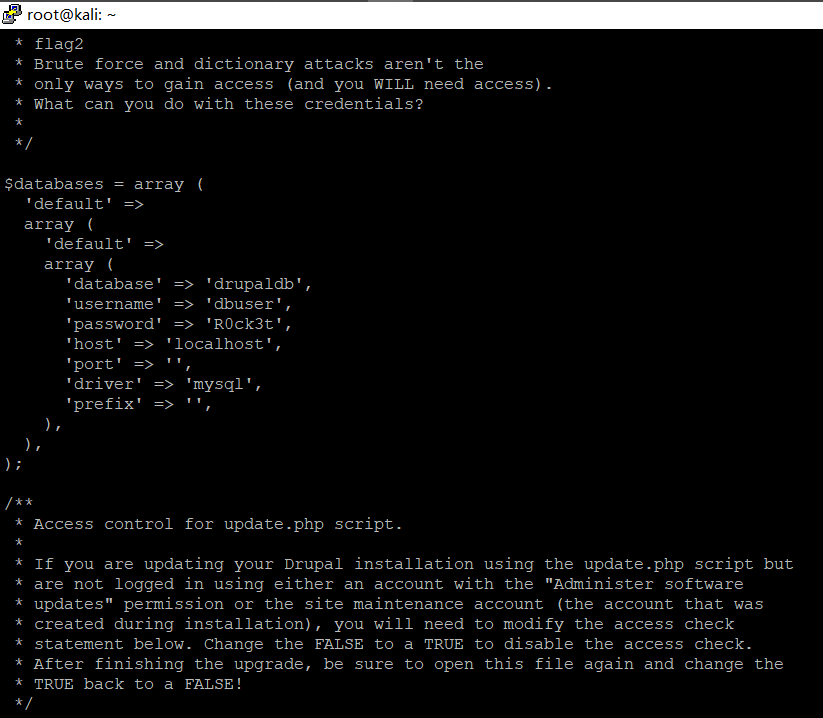 root@kali: ~
 * flag2
 * Brute force and dictionary attacks aren't the
 * only ways to gain access (and you WILL need access).
 * What can you do with these credentials?
 *
 */

$databases = array (
  'default' =>
  array (
    'default' =>
    array (
      'database' => 'drupaldb',
      'username' => 'dbuser',
      'password' => 'R0ck3t',
      'host' => 'localhost',
      'port' => '',
      'driver' => 'mysql',
      'prefix' => '',
    ),
  ),
);

/**
 * Access control for update.php script.
 *
 * If you are updating your Drupal installation using the update.php script but
 * are not logged in using either an account with the "Administer software
 * updates" permission or the site maintenance account (the account that was
 * created during installation), you will need to modify the access check
 * statement below. Change the FALSE to a TRUE to disable the access check.
 * After finishing the upgrade, be sure to open this file again and change the
 * TRUE back to a FALSE!
 */